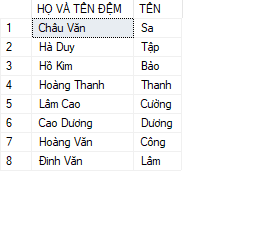 HỌ VÀ TÊN ĐỆM TÊN
1 Châu Văn Sa
2 Hà Duy Tập
3 Hồ Kim Bảo
4 Hoàng Thanh Thanh
5 Lâm Cao Cường
6 Cao Dương Dương
7 Hoàng Văn Công
8 Đinh Văn Lâm